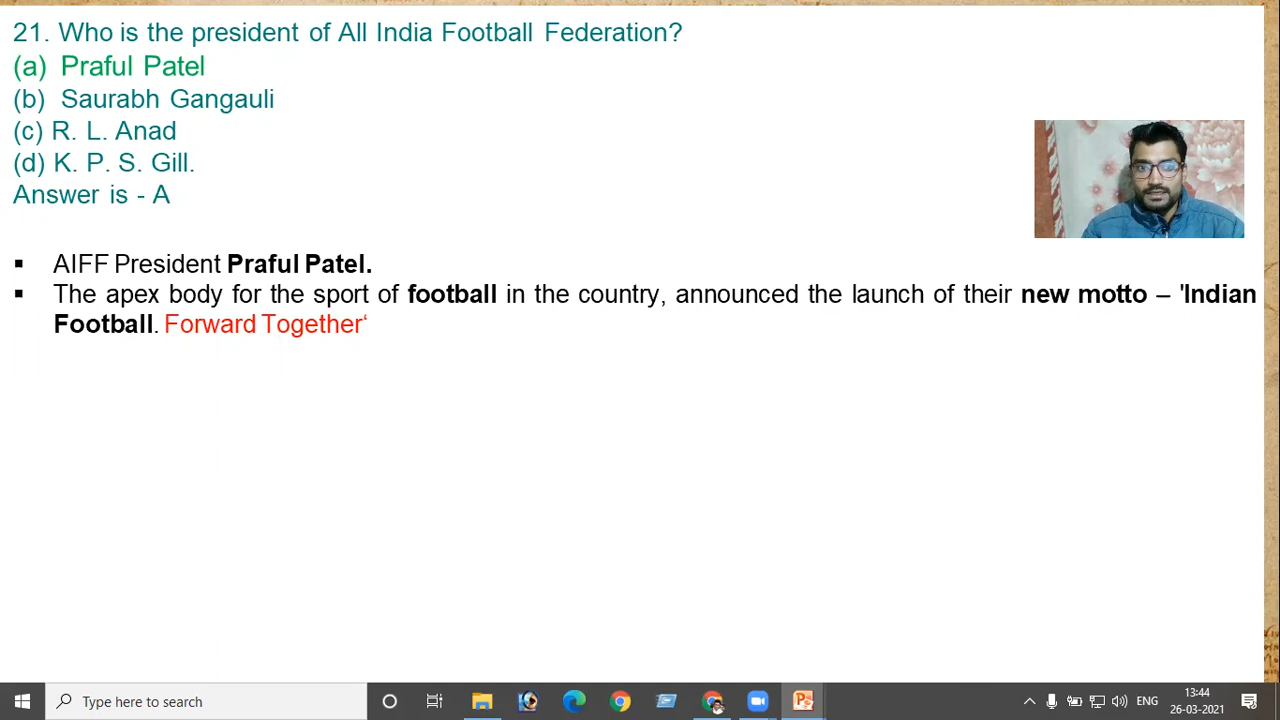 21. Who is the president of All India Football Federation?
(a) Praful Patel
(b) Saurabh Gangauli
(c) R. L. Anad
(d) K. P. S. Gill.
Answer is - A
▪ AIFF President Praful Patel.
▪ The apex body for the sport of football in the country, announced the launch of their new motto – 'Indian
Football. Forward Together‘
Type here to search
ENG
13:44
26-03-2021